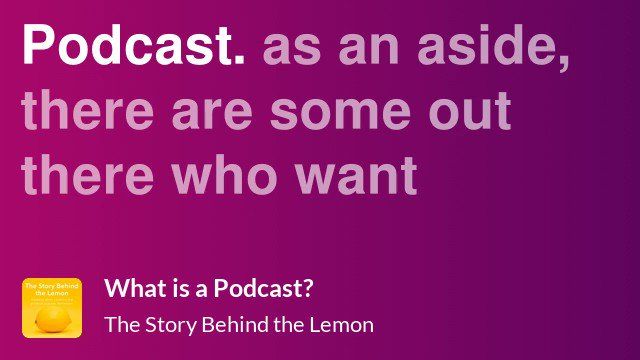 Podcast. as an aside,
there are some out
there who want
The Story Behind
the Lemon
What is a Podcast?
The Story Behind the Lemon